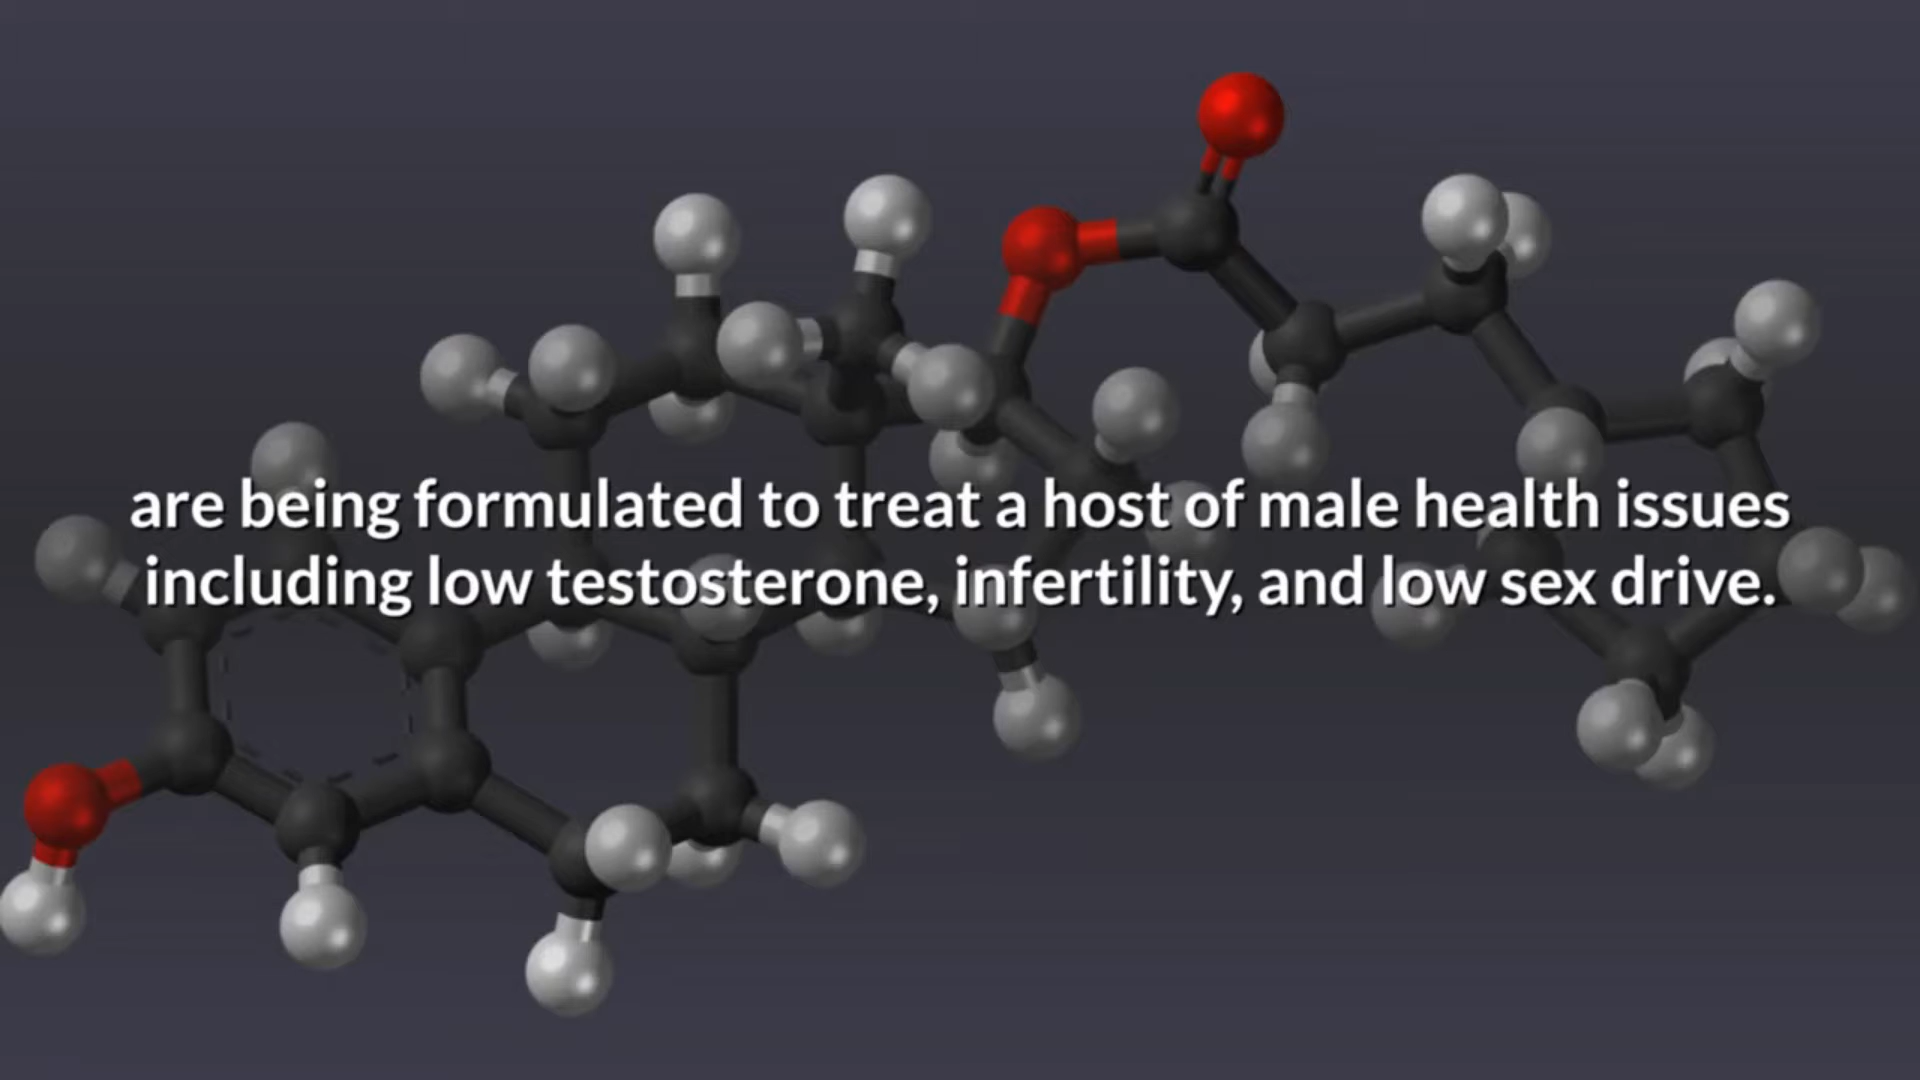 are being formulated to treat a host of male health issues
including low testosterone, infertility, and low sex drive.